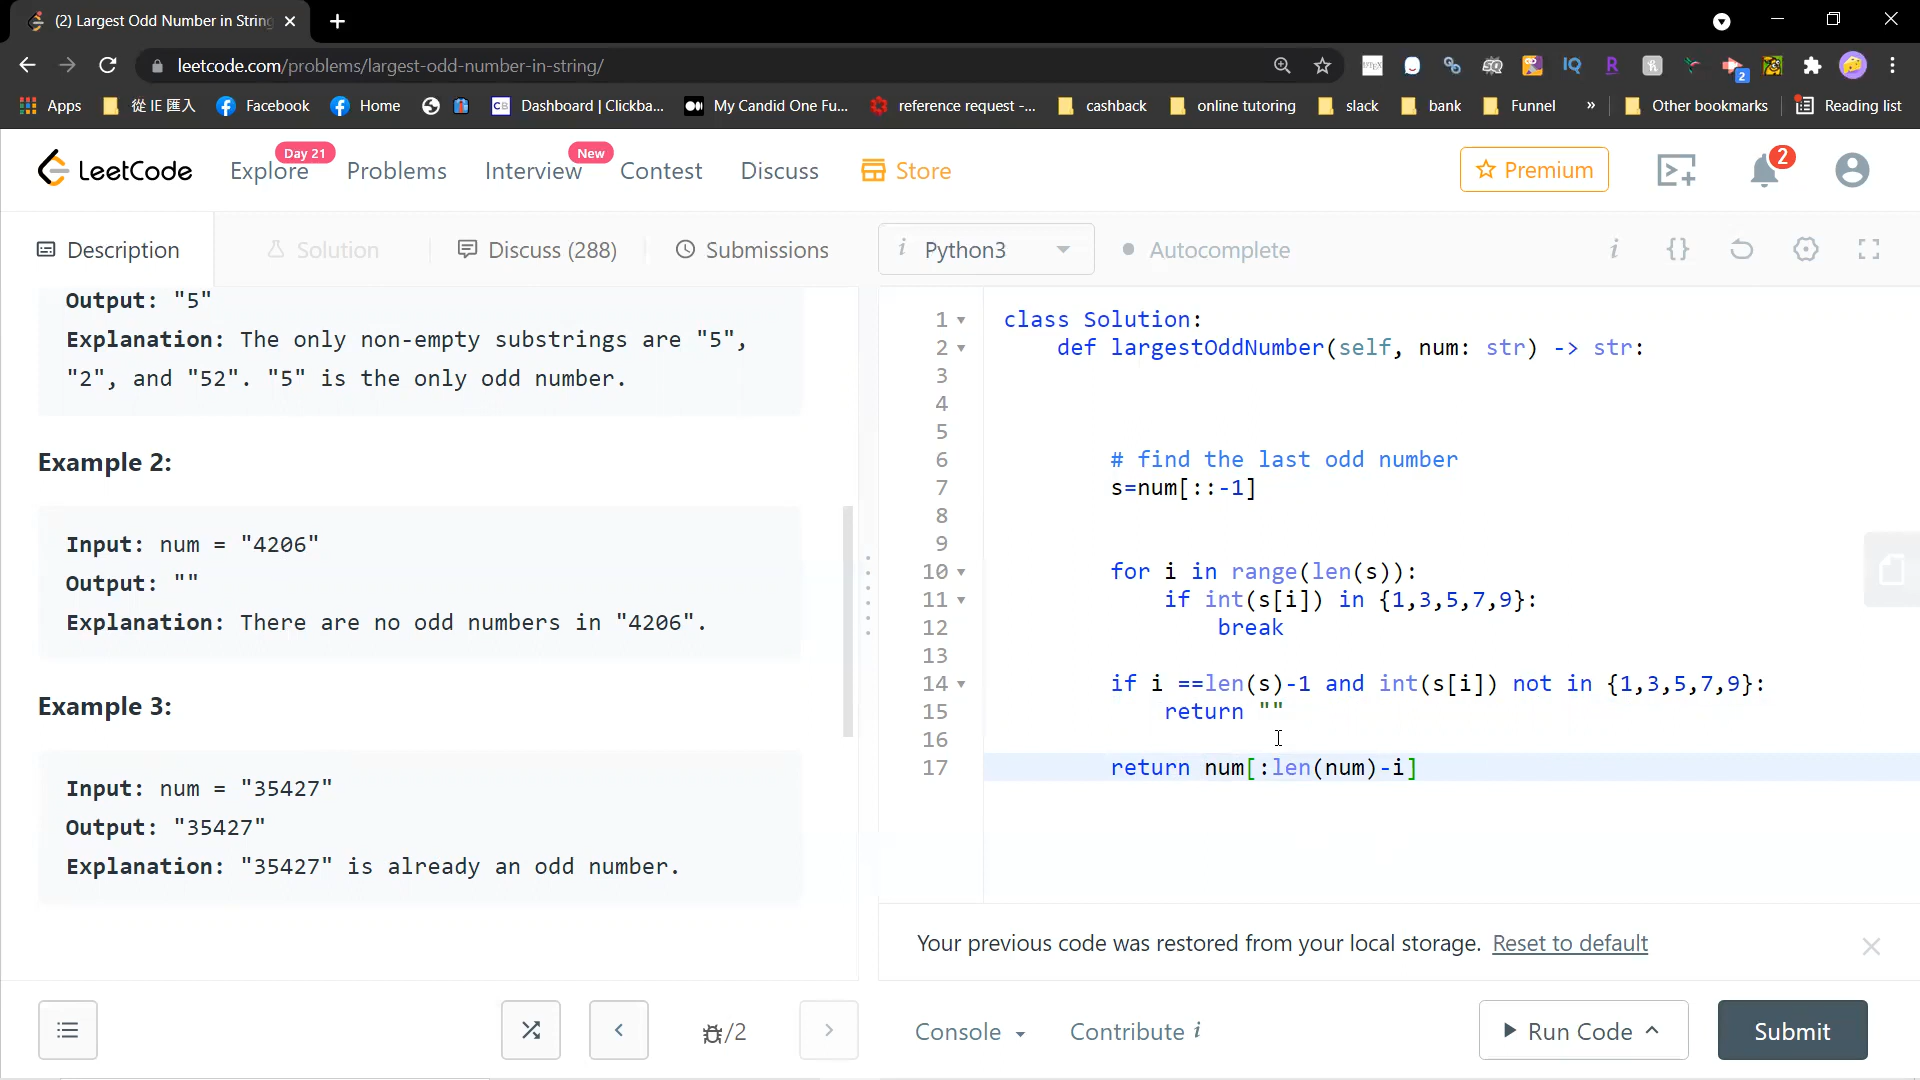 (2) Largest Odd Number in String
leetcode.com/problems/largest-odd-number-in-string/
2
Apps
從 IE 匯入
Facebook
Home
Dashboard | Clickba...
My Candid One Fu...
reference request -...
cashback
online tutoring
slack
bank
Funnel
»
Other bookmarks
Reading list
LeetCode
Explore
Day 21
Problems
Interview
New
Contest
Discuss
Store
Premium
2
Description
Solution
Discuss (288)
Submissions
i Python3
Autocomplete
Output: "5"
Explanation: The only non-empty substrings are "5",
"2", and "52". "5" is the only odd number.
Example 2:
Input: num = "4206"
Output: ""
Explanation: There are no odd numbers in "4206".
Example 3:
Input: num = "35427"
Output: "35427"
Explanation: "35427" is already an odd number.
1 class Solution:
2 def largestOddNumber(self, num: str) -> str:
3
4
5
6 # find the last odd number
7 s=num[::-1]
8
9
10 for i in range(len(s)):
11 if int(s[i]) in {1,3,5,7,9}:
12 break
13
14 if i ==len(s)-1 and int(s[i]) not in {1,3,5,7,9}:
15 return ""
16
17 return num[:len(num)-i]
Your previous code was restored from your local storage. Reset to default
/2
Console
Contribute i
Run Code
Submit